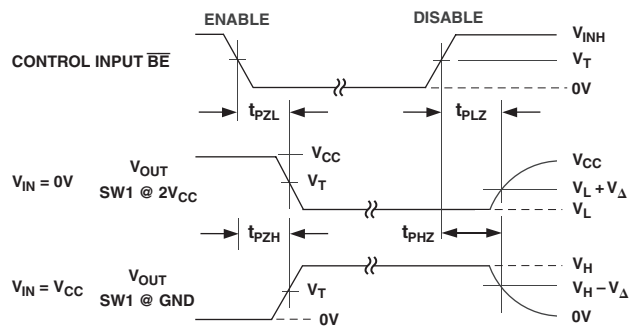 ENABLE DISABLE
CONTROL INPUT B̅E̅
V_INH
V_T
0V
t_PZL t_PLZ
V_IN = 0V
V_OUT
SW1 @ 2V_CC
V_CC
V_T
V_CC
V_L + V_Δ
V_L
t_PZH t_PHZ
V_IN = V_CC
V_OUT
SW1 @ GND
V_T
0V
V_H
V_H – V_Δ
0V